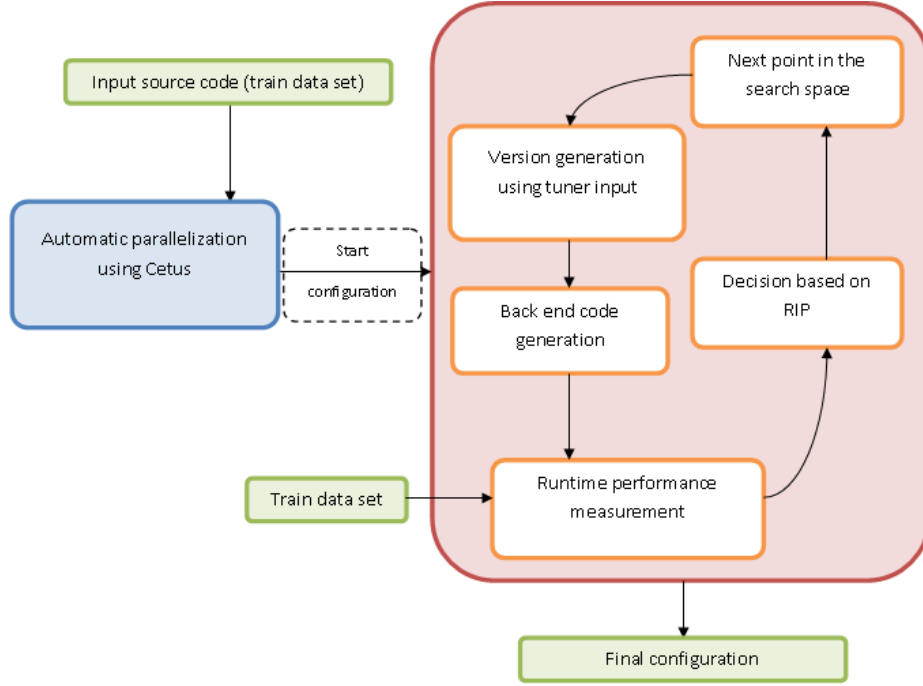 Input source code (train data set)
Automatic parallelization
using Cetus
Start
configuration
Next point in the
search space
Version generation
using tuner input
Back end code
generation
Decision based on
RIP
Train data set
Runtime performance
measurement
Final configuration